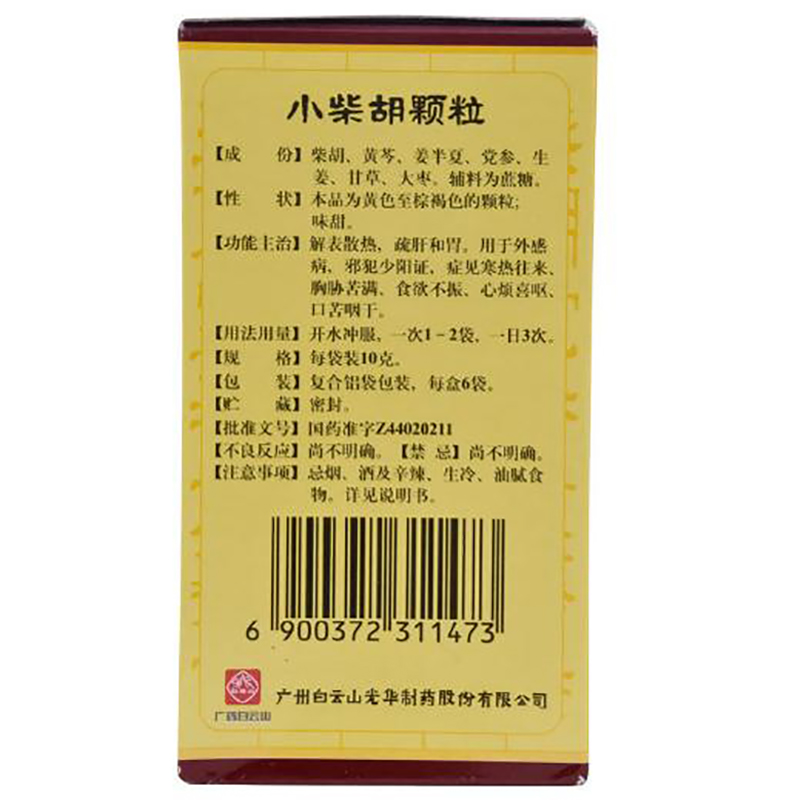 小柴胡颗粒
【成 份】柴胡、黄芩、姜半夏、党参、生
姜、甘草、大枣。辅料为蔗糖。
【性 状】本品为黄色至棕褐色的颗粒;
味甜。
【功能主治】解表散热，疏肝和胃。用于外感
病，邪犯少阳证，症见寒热往来、
胸胁苦满、食欲不振、心烦喜呕、
口苦咽干。
【用法用量】开水冲服，一次1-2袋，一日3次。
【规 格】每袋装10克。
【包 装】复合铝袋包装，每盒6袋。
【贮 藏】密封。
【批准文号】国药准字Z44020211
【不良反应】尚不明确。【禁 忌】尚不明确。
【注意事项】忌烟、酒及辛辣、生冷、油腻食
物。详见说明书。
6 900372 311473
广药白云山
广州白云山光华制药股份有限公司